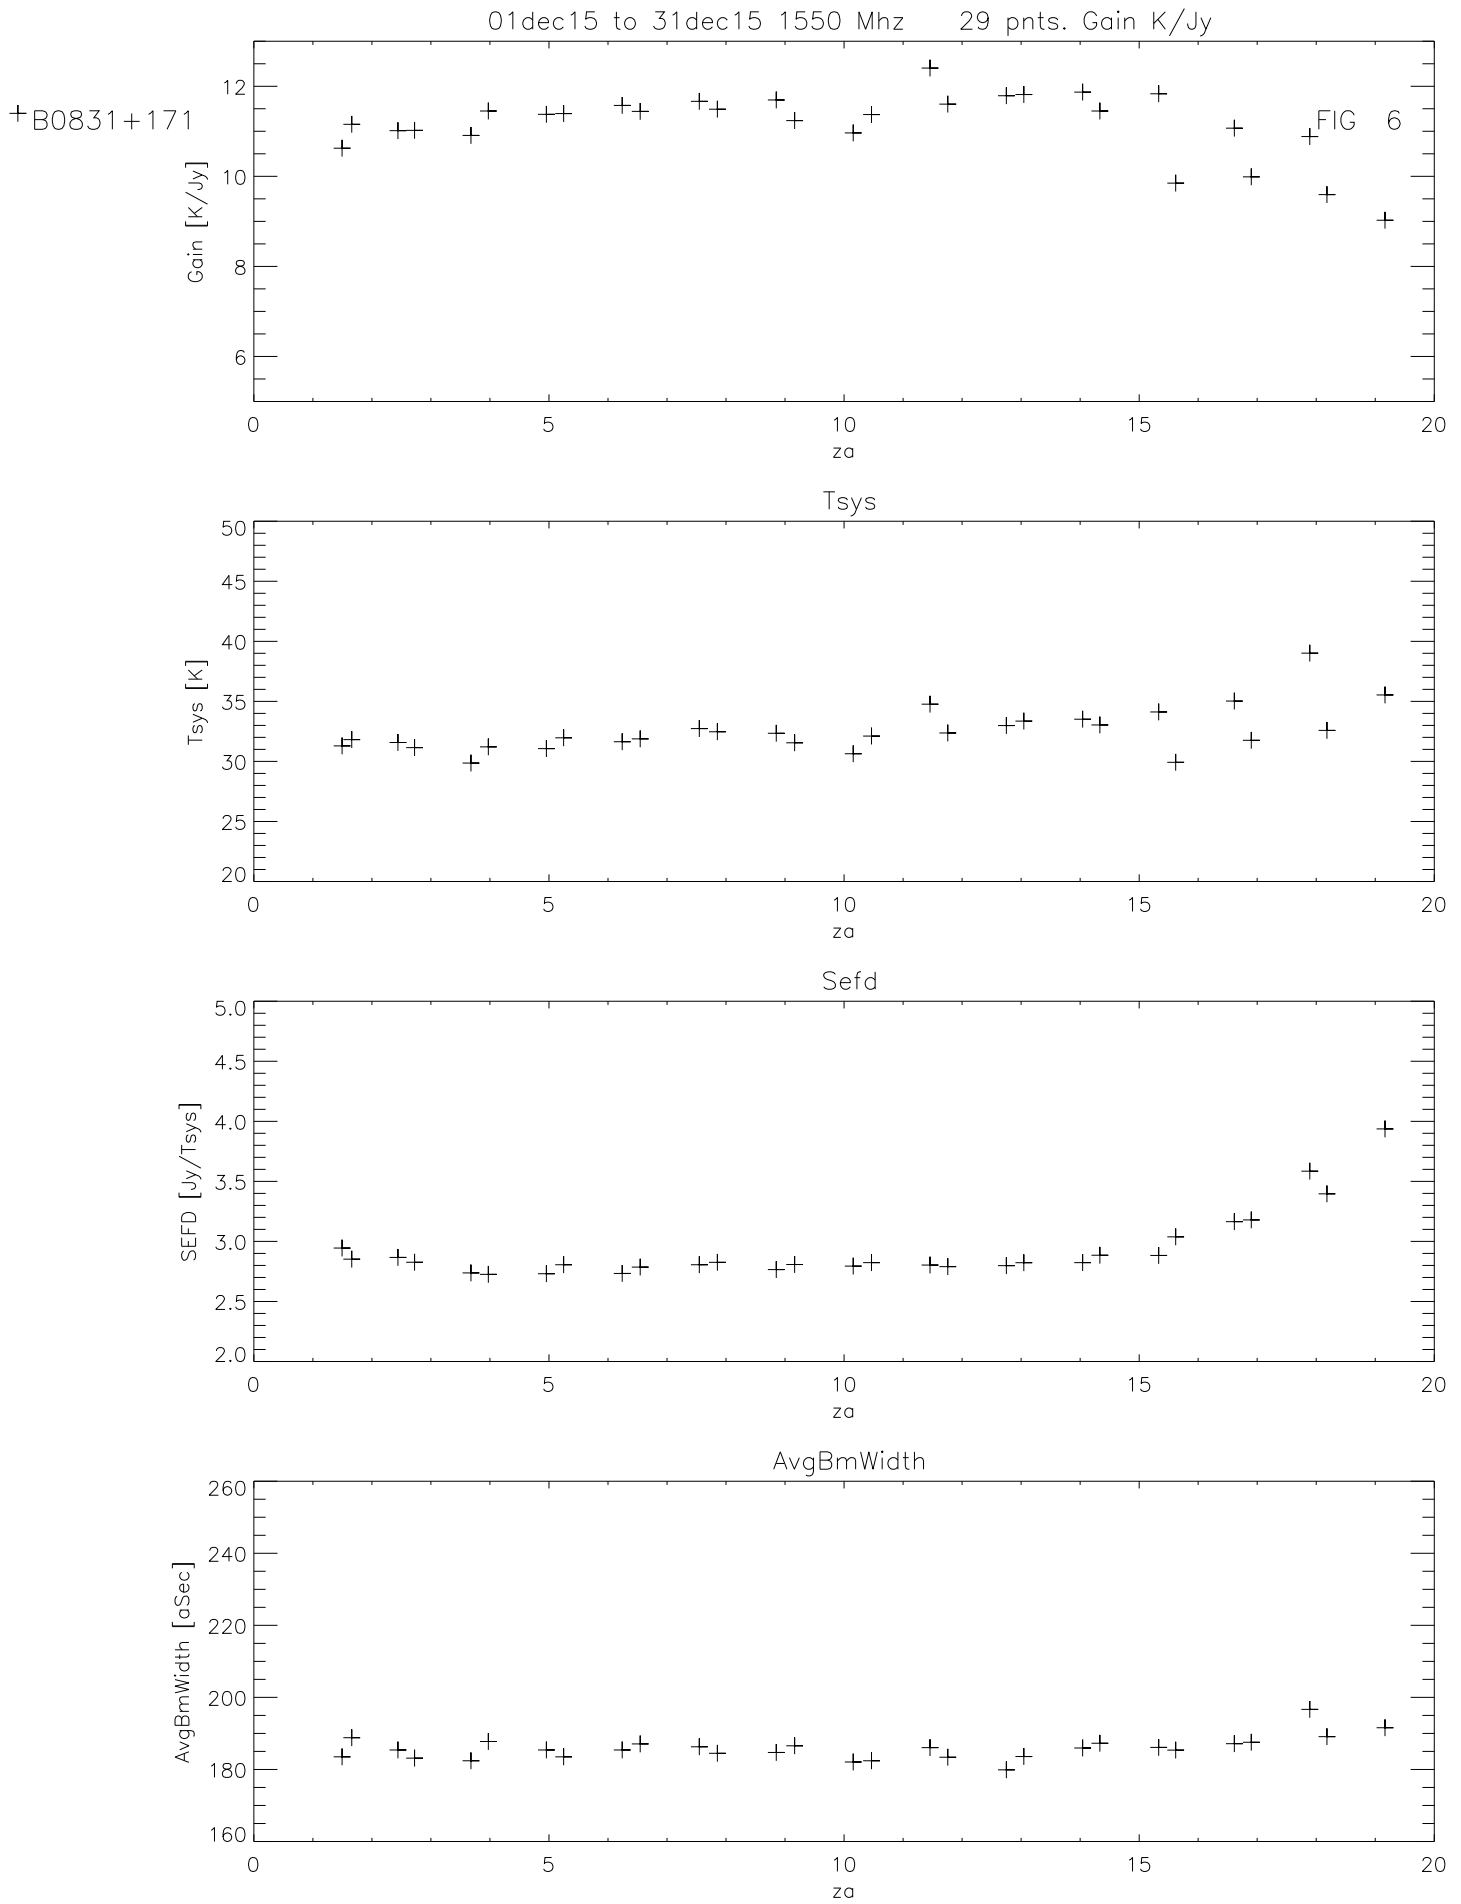 01dec15 to 31dec15 1550 Mhz 29 pnts. Gain K/Jy
B0831+171
FIG 6
Gain [K/Jy]
12
10
8
6
0 5 10 15 20
za
Tsys
Tsys [K]
50
45
40
35
30
25
20
0 5 10 15 20
za
Sefd
SEFD [Jy/Tsys]
5.0
4.5
4.0
3.5
3.0
2.5
2.0
0 5 10 15 20
za
AvgBmWidth
AvgBmWidth [aSec]
260
240
220
200
180
160
0 5 10 15 20
za